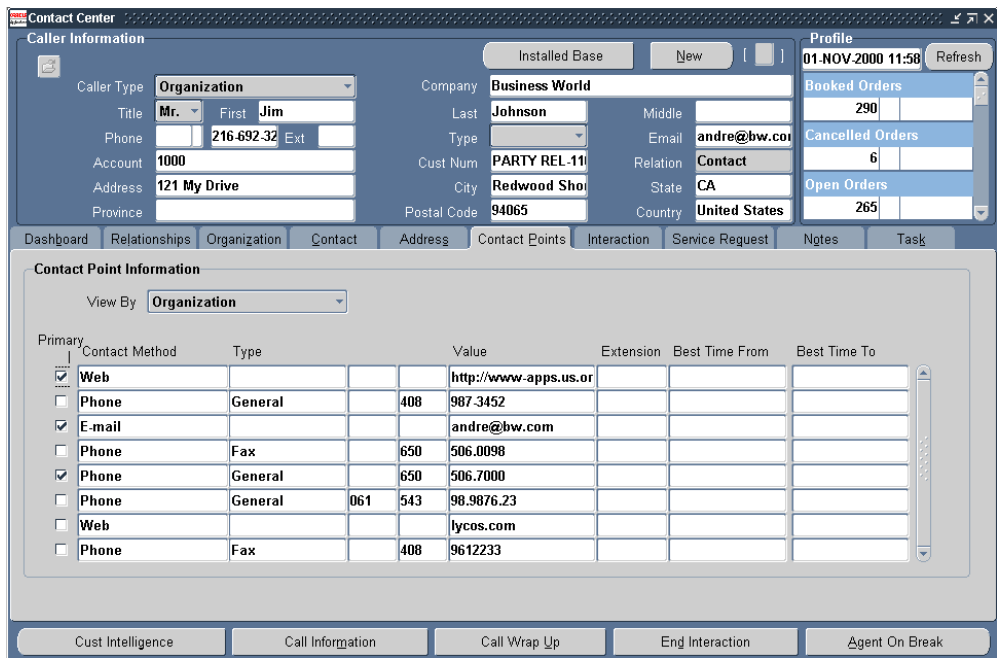 ORACLE Contact Center
Caller Information
Installed Base New [ ]
Caller Type Organization Company Business World
Title Mr. First Jim Last Johnson Middle
Phone 216-692-32 Ext Type Email andre@bw.co
Account 1000 Cust Num PARTY REL-11 Relation Contact
Address 121 My Drive City Redwood Sho State CA
Province Postal Code 94065 Country United States
Profile
01-NOV-2000 11:58 Refresh
Booked Orders
290
Cancelled Orders
6
Open Orders
265
Dashboard Relationships Organization Contact Address Contact Points Interaction Service Request Notes Task
Contact Point Information
View By Organization
Primary
Contact Method Type Value Extension Best Time From Best Time To
Web http://www-apps.us.or
Phone General 408 987-3452
E-mail andre@bw.com
Phone Fax 650 506.0098
Phone General 650 506.7000
Phone General 061 543 98.9876.23
Web lycos.com
Phone Fax 408 9612233
Cust Intelligence Call Information Call Wrap Up End Interaction Agent On Break